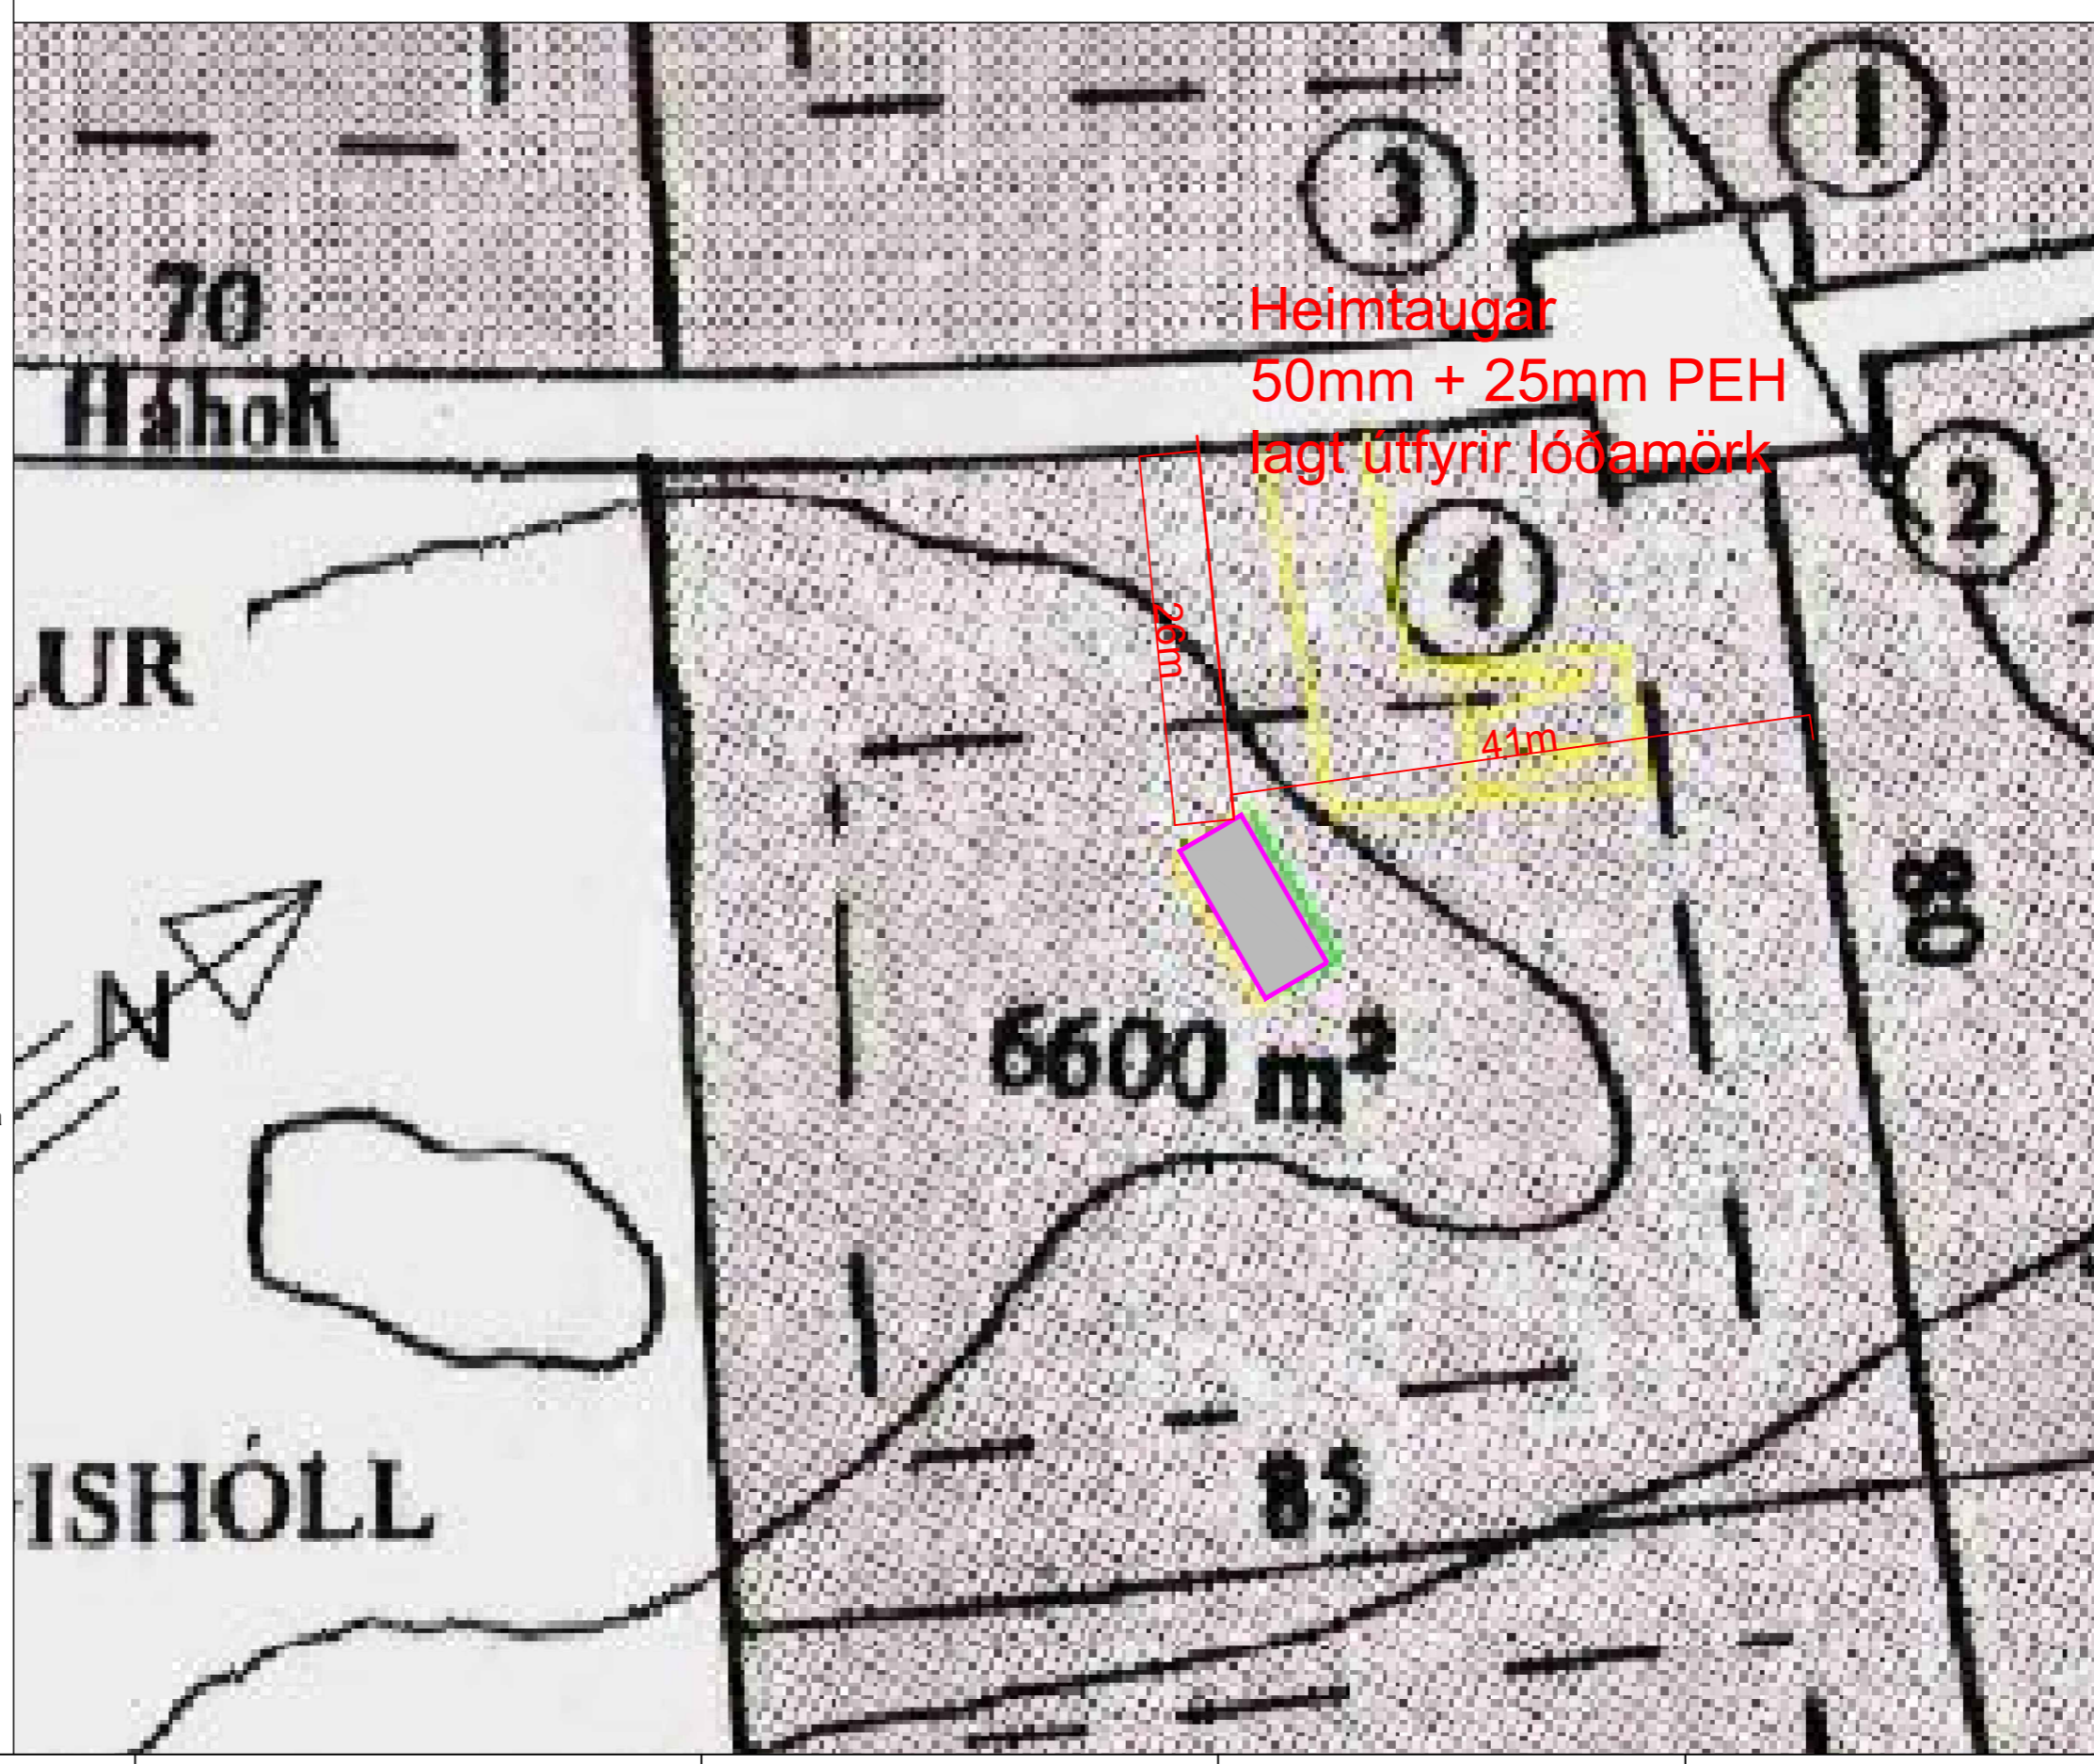 1
3
70
Heimtaugar
50mm + 25mm PEH
lagt útfyrir lóðamörk
Háholt
2
4
LUR
26m
41m
80
N
6600 m²
85
ISHÓLL